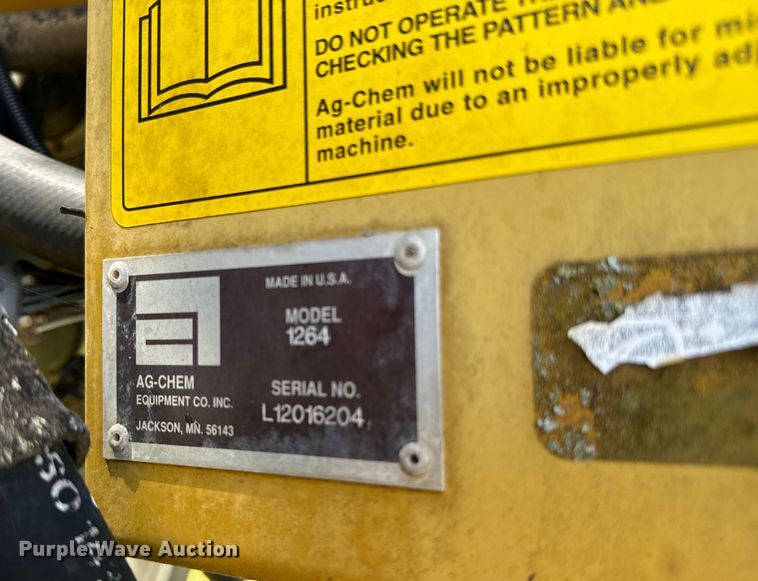 instruc
DO NOT OPERATE
CHECKING THE PATTERN AND
Ag-Chem will not be liable for
material due to an improperly
machine.
MADE IN U.S.A.
MODEL
1264
AG-CHEM
EQUIPMENT CO. INC.
JACKSON, MN. 56143
SERIAL NO.
L12016204
Purple Wave Auction